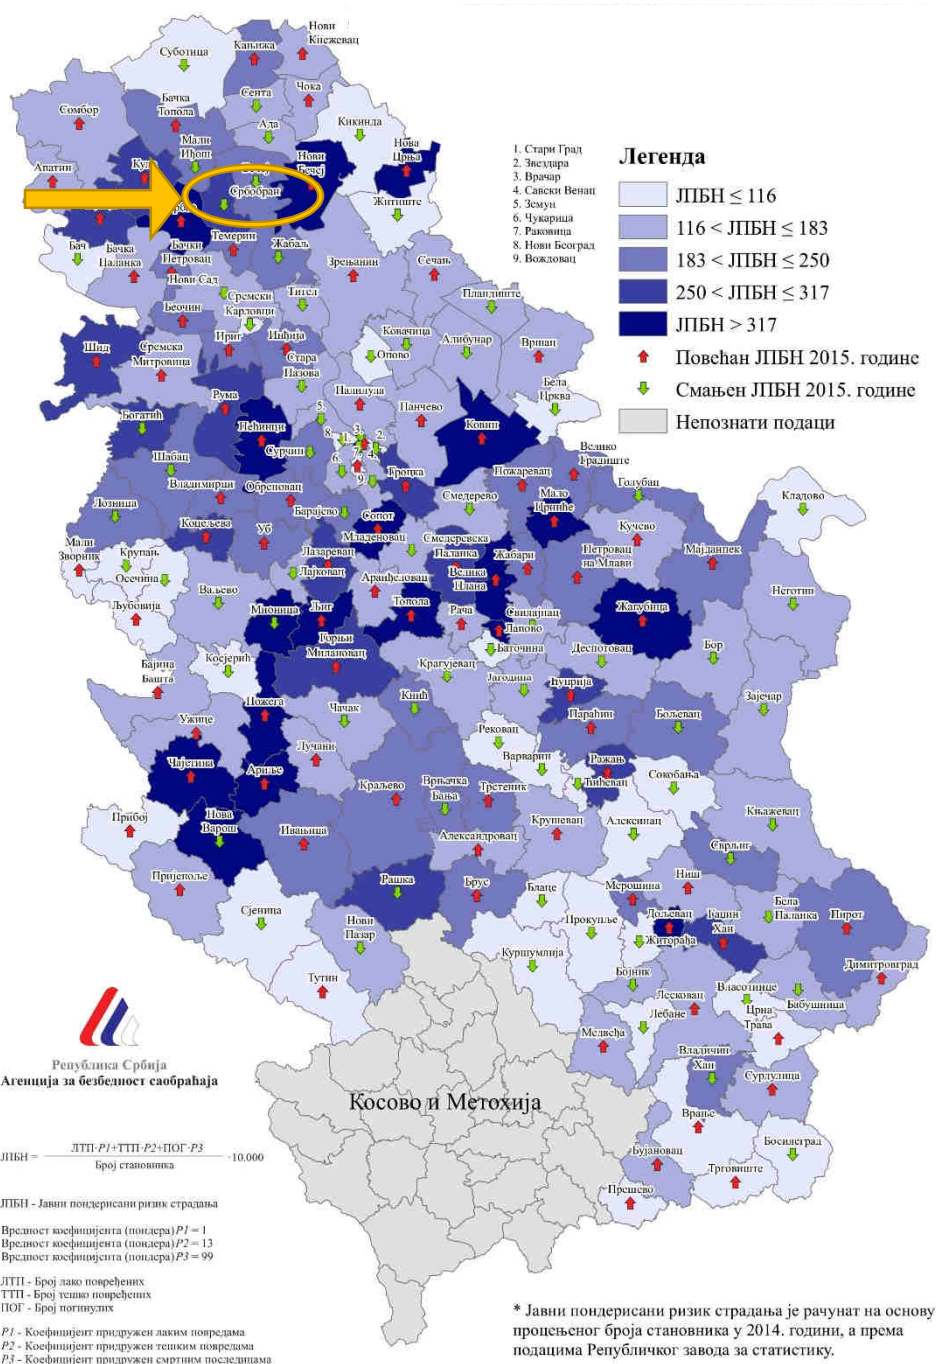 Суботица
Кањижа
Нови
Кнежевац
Сомбор
Бачка
Топола
Сента
Чока
Ада
Кикинда
Мали
Иђош
Нови
Бечеј
Нова
Црња
Апатин
Србобран
Житиште
Бач
Бачка
Паланка
Бачки
Петровац
Темерин
Жабаљ
Зрењанин
Сечањ
Нови Сад
Беочин
Сремски
Карловци
Тител
Пландиште
Ковачица
Опово
Алибунар
Вршац
Шид
Сремска
Митровица
Ириг
Инђија
Стара
Пазова
Бела
Црква
Рума
Палилула
Панчево
Ковин
Богатић
Пећинци
Сурчин
5.
8.
1.
3.
2.
7.
4.
6.
9.
Гроцка
Шабац
Владимирци
Обреновац
Барајево
Сопот
Младеновац
Смедерево
Пожаревац
Велико
Градиште
Голубац
Мало
Црниће
Кладово
Лозница
Коцељева
Уб
Лазаревац
Смедеревска
Паланка
Жабари
Петровац
на Млави
Кучево
Мајданпек
Мали
Зворник
Крупањ
Осечина
Љубовија
Ваљево
Лајковац
Аранђеловац
Велика
Плана
Мионица
Љиг
Топола
Рача
Свилајнац
Лапово
Жагубица
Неготин
Горњи
Милановац
Баточина
Деспотовац
Бор
Бајина
Башта
Косјерић
Крагујевац
Јагодина
Ћуприја
Пожега
Чачак
Кнић
Параћин
Бољевац
Зајечар
Ужице
Лучани
Рековац
Варварин
Ражањ
Ћићевац
Сокобања
Чајетина
Ариље
Краљево
Врњачка
Бања
Трстеник
Прибој
Нова
Варош
Ивањица
Александровац
Крушевац
Алексинац
Књажевац
Сврљиг
Пријепоље
Рашка
Брус
Блаце
Мерошина
Ниш
Бела
Паланка
Пирот
Сјеница
Нови
Пазар
Прокупље
Дољевац
Житорађа
Гаџин
Хан
Димитровград
Тутин
Куршумлија
Бојник
Лесковац
Власотинце
Бабушница
Црна
Трава
Лебане
Медвеђа
Владичин
Хан
Сурдулица
Врање
Босилеград
Бујановац
Трговиште
Прешево
Косово и Метохија
1. Стари Град
2. Звездара
3. Врачар
4. Савски Венац
5. Земун
6. Чукарица
7. Раковица
8. Нови Београд
9. Вождовац
Легенда
ЈПБН ≤ 116
116 < ЈПБН ≤ 183
183 < ЈПБН ≤ 250
250 < ЈПБН ≤ 317
ЈПБН > 317
Повећан ЈПБН 2015. године
Смањен ЈПБН 2015. године
Непознати подаци
Република Србија
Агенција за безбедност саобраћаја
ЛТП·P1+ТТП·P2+ПОГ·P3
ЈПБН = ·10.000
Број становника
ЈПБН - Јавни пондерисани ризик страдања
Вредност коефицијента (пондера) P1 = 1
Вредност коефицијента (пондера) P2 = 13
Вредност коефицијента (пондера) P3 = 99
ЛТП - Број лако повређених
ТТП - Број тешко повређених
ПОГ - Број погинулих
P1 - Коефицијент придружен лаким повредама
P2 - Коефицијент придружен тешким повредама
P3 - Коефицијент придружен смртним последицама
* Јавни пондерисани ризик страдања је рачунат на основу
процењеног броја становника у 2014. години, а према
подацима Републичког завода за статистику.